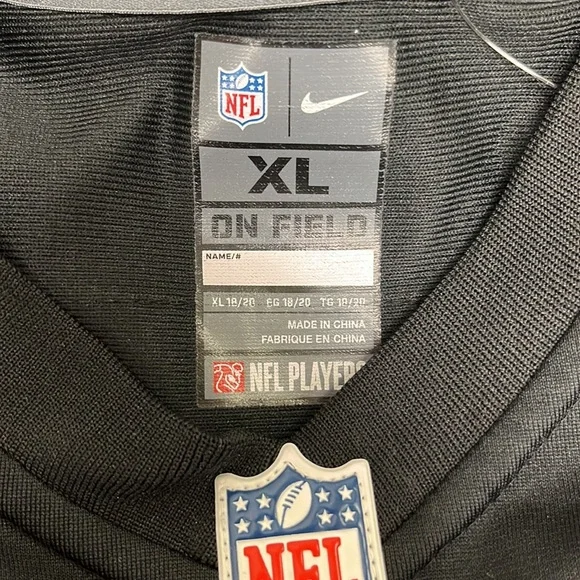 NFL
XL
ON FIELD
NAME/#
XL 18/20 EG 18/20 TG 18/20
MADE IN CHINA
FABRIQUE EN CHINA
NFL PLAYERS
NFL